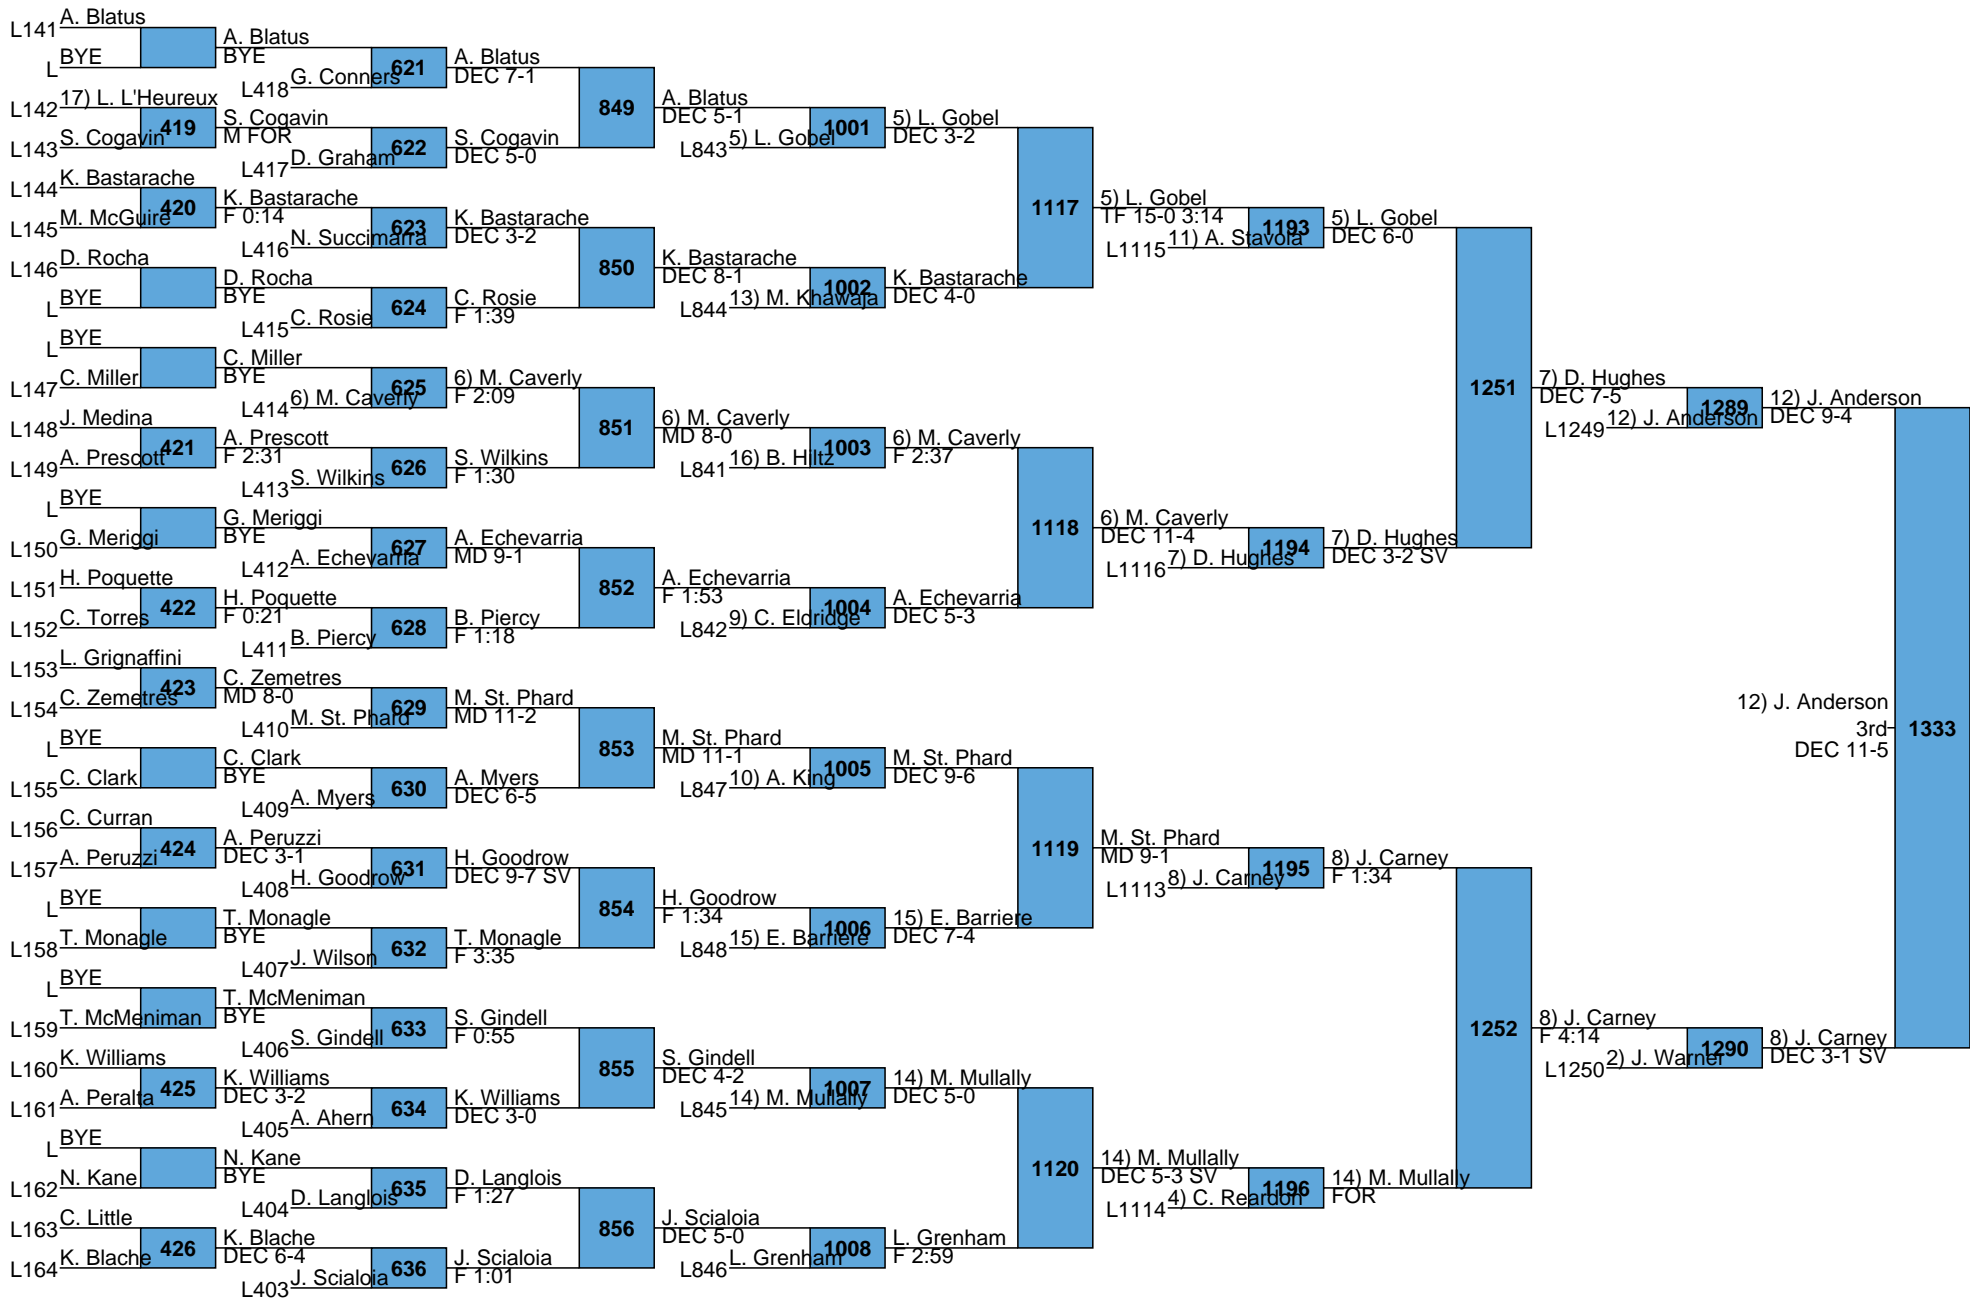 L141 A. Blatus
L BYE
A. Blatus
BYE
L418 G. Conners
621
A. Blatus
DEC 7-1
L142 17) L. L'Heureux
L143 S. Cogavin
419
S. Cogavin
M FOR
L417 D. Graham
622
S. Cogavin
DEC 5-0
849
A. Blatus
DEC 5-1
L843 5) L. Gobel
1001
5) L. Gobel
DEC 3-2
L144 K. Bastarache
L145 M. McGuire
420
K. Bastarache
F 0:14
L416 N. Succimarra
623
K. Bastarache
DEC 3-2
L146 D. Rocha
L BYE
D. Rocha
BYE
L415 C. Rosie
624
C. Rosie
F 1:39
850
K. Bastarache
DEC 8-1
L844 13) M. Khawaja
1002
K. Bastarache
DEC 4-0
1117
5) L. Gobel
TF 15-0 3:14
L1115 11) A. Stavola
1193
5) L. Gobel
DEC 6-0
L BYE
L147 C. Miller
C. Miller
BYE
L414 6) M. Caverly
625
6) M. Caverly
F 2:09
L148 J. Medina
L149 A. Prescott
421
A. Prescott
F 2:31
L413 S. Wilkins
626
S. Wilkins
F 1:30
851
6) M. Caverly
MD 8-0
L841 16) B. Hiltz
1003
6) M. Caverly
F 2:37
L BYE
L150 G. Meriggi
G. Meriggi
BYE
L412 A. Echevarria
627
A. Echevarria
MD 9-1
L151 H. Poquette
L152 C. Torres
422
H. Poquette
F 0:21
L411 B. Piercy
628
B. Piercy
F 1:18
852
A. Echevarria
F 1:53
L842 9) C. Eldridge
1004
A. Echevarria
DEC 5-3
1118
6) M. Caverly
DEC 11-4
L1116 7) D. Hughes
1194
7) D. Hughes
DEC 3-2 SV
1251
7) D. Hughes
DEC 7-5
L1249 12) J. Anderson
1289
12) J. Anderson
DEC 9-4
L153 L. Grignaffini
L154 C. Zemetres
423
C. Zemetres
MD 8-0
L410 M. St. Phard
629
M. St. Phard
MD 11-2
L BYE
L155 C. Clark
C. Clark
BYE
L409 A. Myers
630
A. Myers
DEC 6-5
853
M. St. Phard
MD 11-1
L847 10) A. King
1005
M. St. Phard
DEC 9-6
L156 C. Curran
L157 A. Peruzzi
424
A. Peruzzi
DEC 3-1
L408 H. Goodrow
631
H. Goodrow
DEC 9-7 SV
L BYE
L158 T. Monagle
T. Monagle
BYE
L407 J. Wilson
632
T. Monagle
F 3:35
854
H. Goodrow
F 1:34
L848 15) E. Barriere
1006
15) E. Barriere
DEC 7-4
1119
M. St. Phard
MD 9-1
L1113 8) J. Carney
1195
8) J. Carney
F 1:34
L BYE
L159 T. McMeniman
T. McMeniman
BYE
L406 S. Gindell
633
S. Gindell
F 0:55
L160 K. Williams
L161 A. Peralta
425
K. Williams
DEC 3-2
L405 A. Ahern
634
K. Williams
DEC 3-0
855
S. Gindell
DEC 4-2
L845 14) M. Mullally
1007
14) M. Mullally
DEC 5-0
L BYE
L162 N. Kane
N. Kane
BYE
L404 D. Langlois
635
D. Langlois
F 1:27
L163 C. Little
L164 K. Blache
426
K. Blache
DEC 6-4
L403 J. Scialoia
636
J. Scialoia
F 1:01
856
J. Scialoia
DEC 5-0
L846 L. Grenham
1008
L. Grenham
F 2:59
1120
14) M. Mullally
DEC 5-3 SV
L1114 4) C. Reardon
1196
14) M. Mullally
FOR
1252
8) J. Carney
F 4:14
L1250 2) J. Warner
1290
8) J. Carney
DEC 3-1 SV
12) J. Anderson
3rd
DEC 11-5
1333